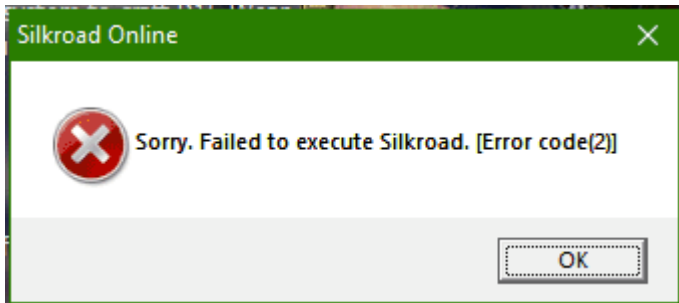 Silkroad Online
Sorry. Failed to execute Silkroad. [Error code(2)]
OK